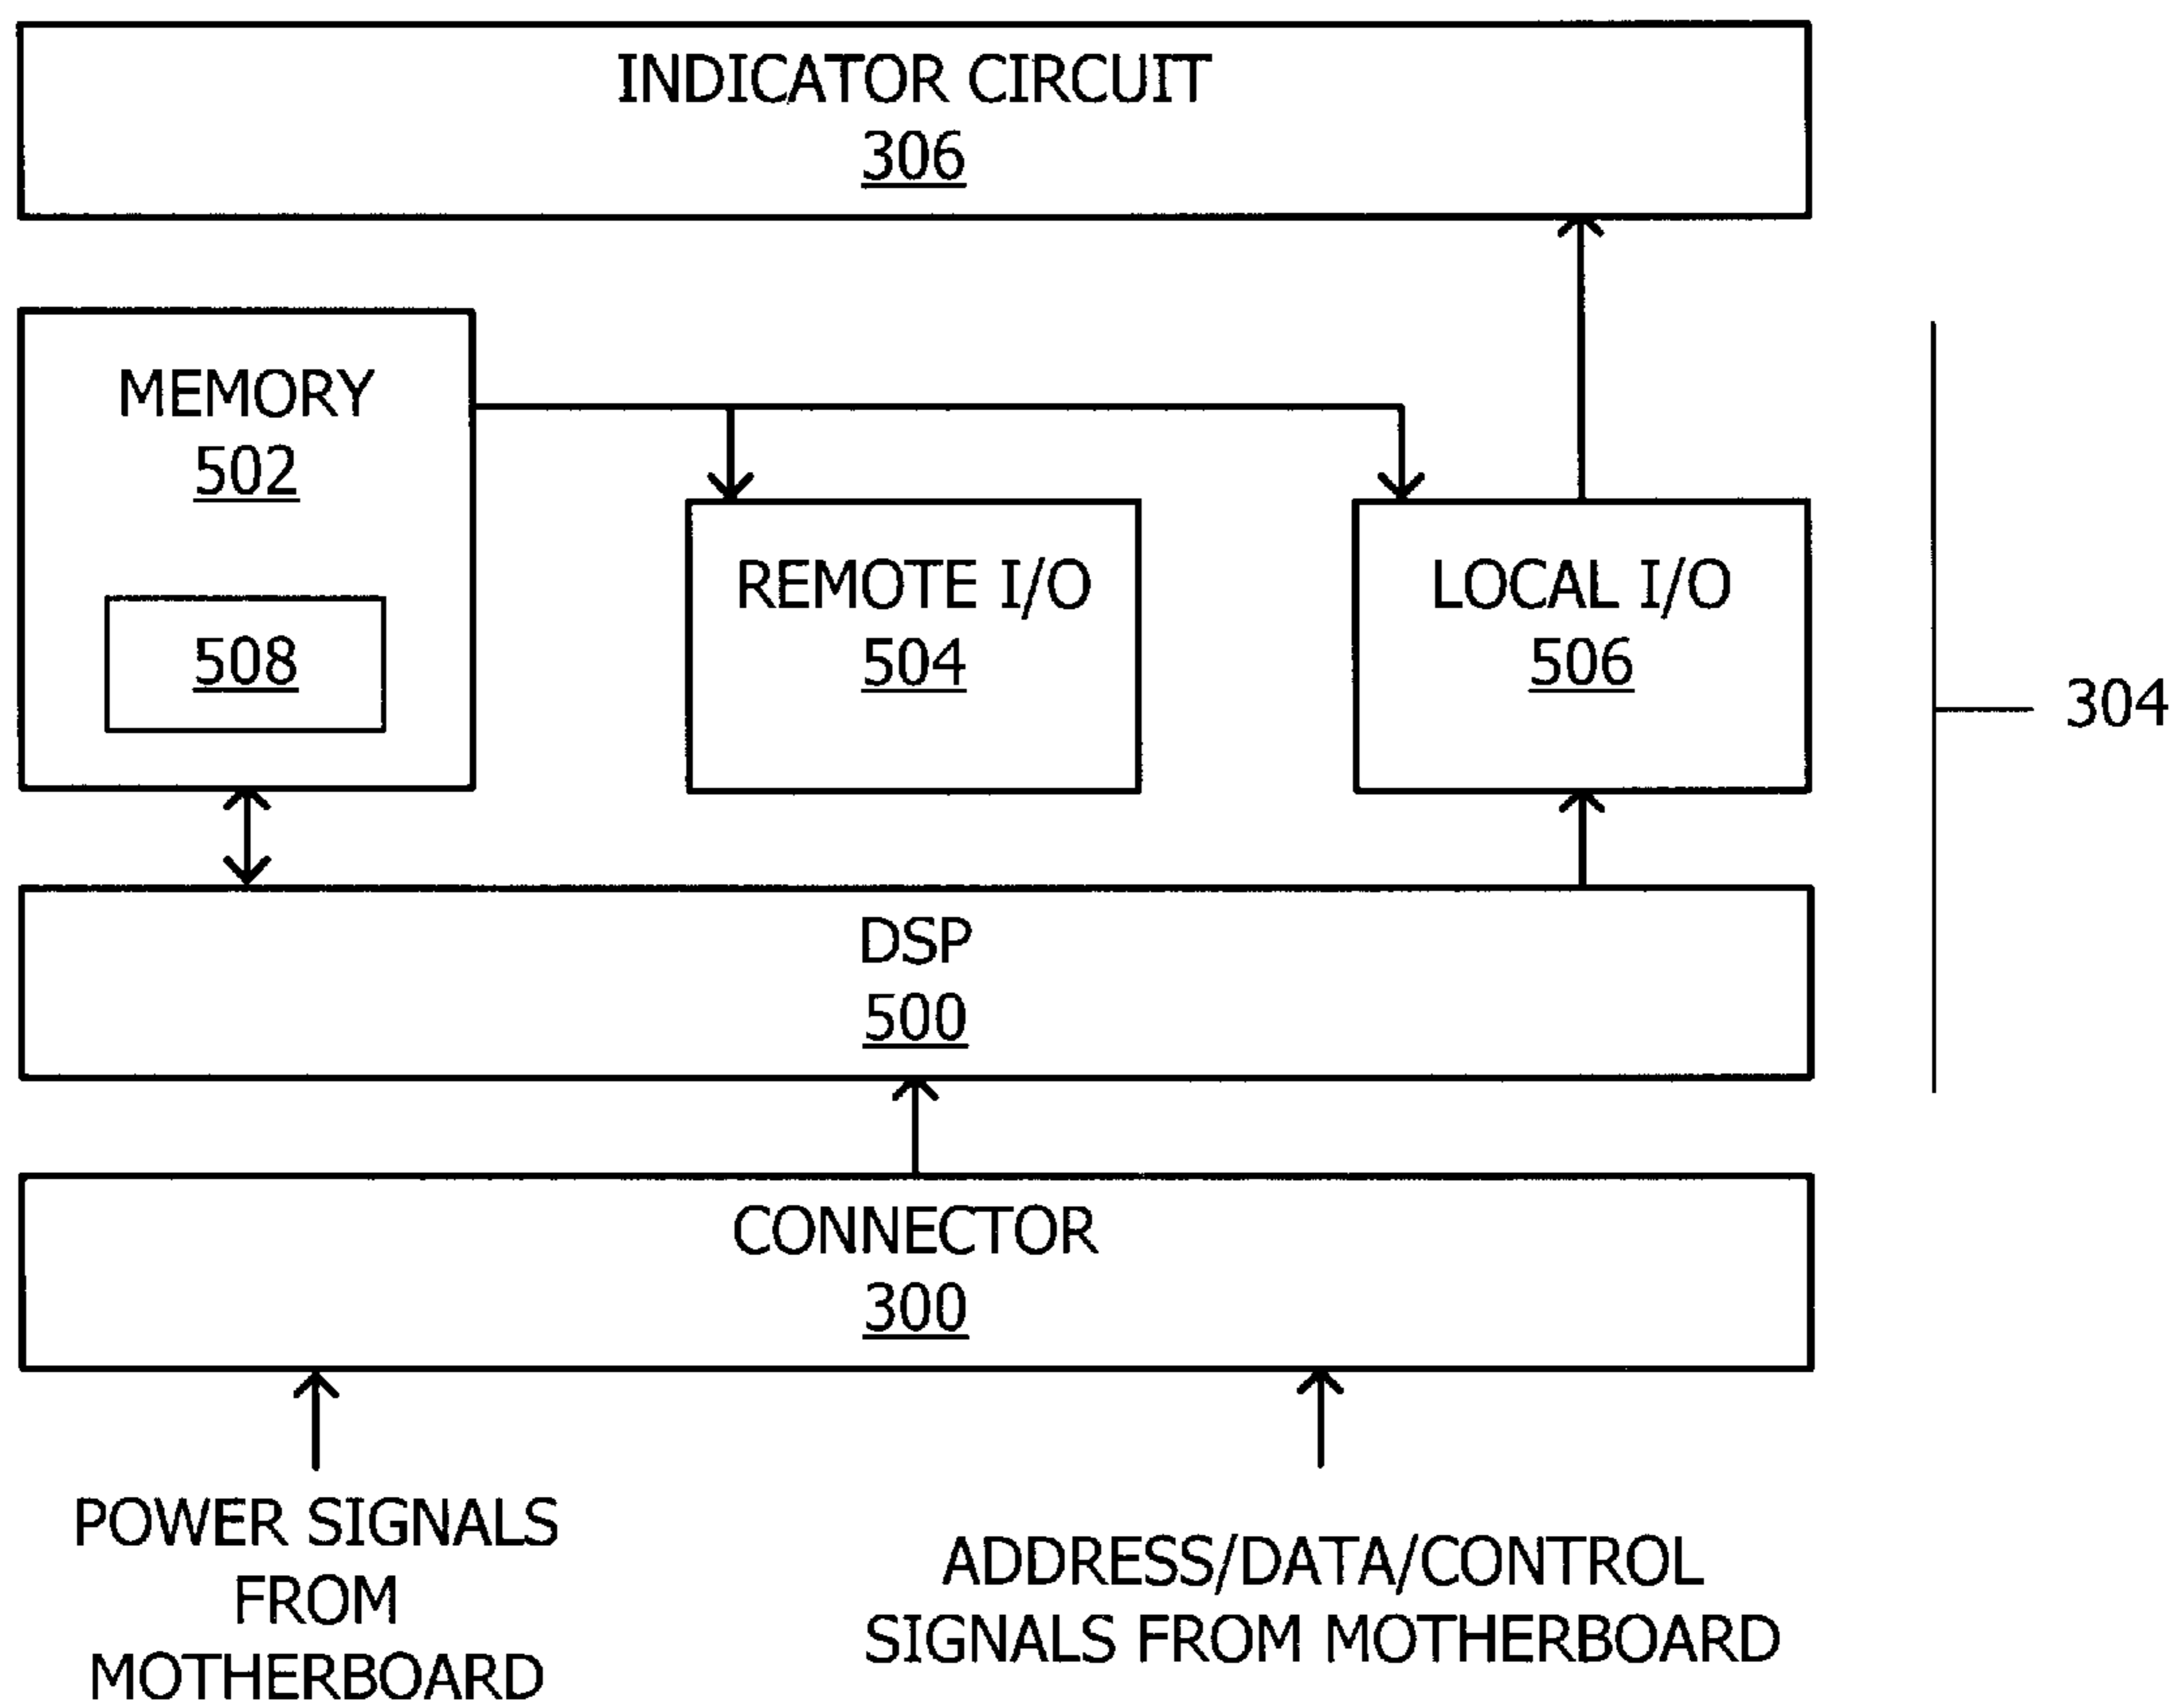 INDICATOR CIRCUIT
306
MEMORY
502
508
REMOTE I/O
504
LOCAL I/O
506
304
DSP
500
CONNECTOR
300
POWER SIGNALS
FROM
MOTHERBOARD
ADDRESS/DATA/CONTROL
SIGNALS FROM MOTHERBOARD